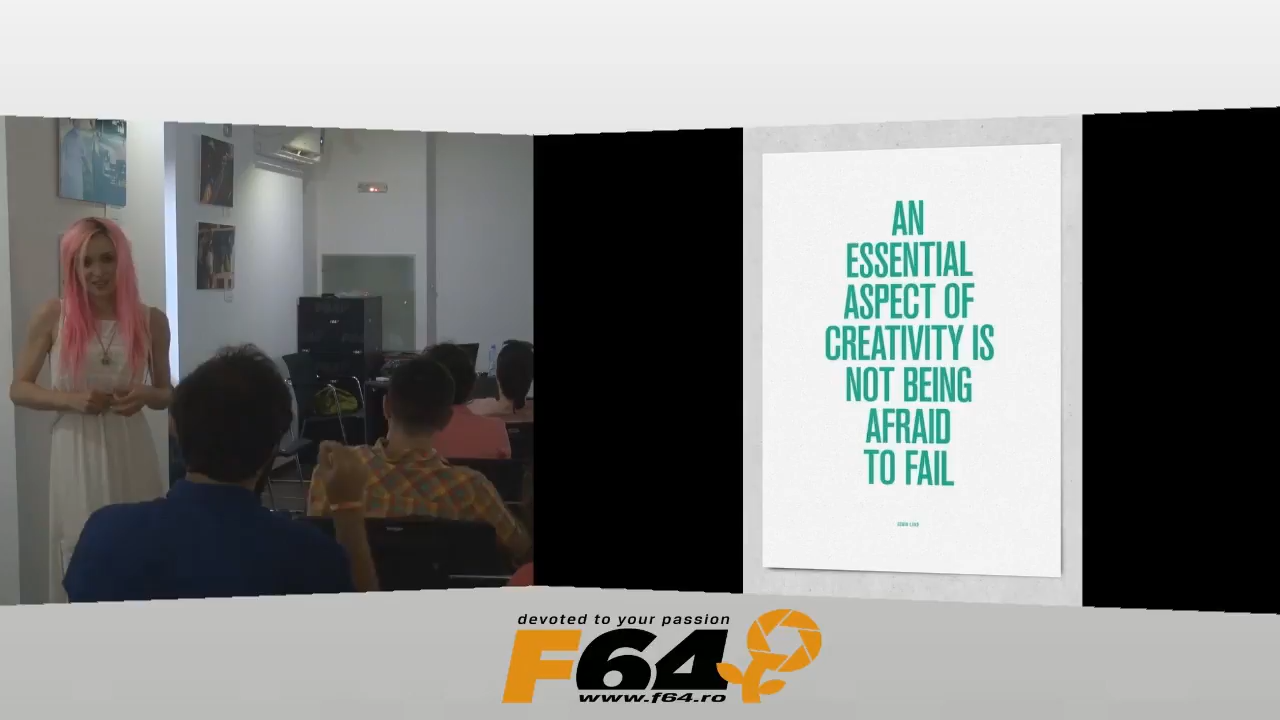 AN
ESSENTIAL
ASPECT OF
CREATIVITY IS
NOT BEING
AFRAID
TO FAIL
devoted to your passion
F64
www.f64.ro